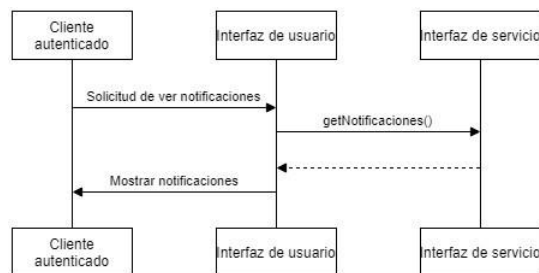 Cliente
autenticado
Interfaz de usuario
Interfaz de servicio
Solicitud de ver notificaciones
getNotificaciones()
Mostrar notificaciones
Cliente
autenticado
Interfaz de usuario
Interfaz de servicio